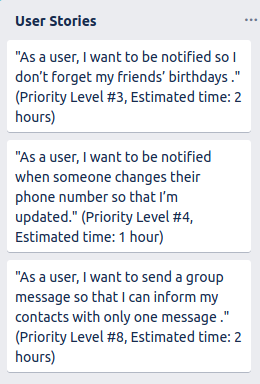 User Stories ...
"As a user, I want to be notified so I
don't forget my friends' birthdays ."
(Priority Level #3, Estimated time: 2
hours)
"As a user, I want to be notified
when someone changes their
phone number so that I'm
updated." (Priority Level #4,
Estimated time: 1 hour)
"As a user, I want to send a group
message so that I can inform my
contacts with only one message ."
(Priority Level #8, Estimated time: 2
hours)